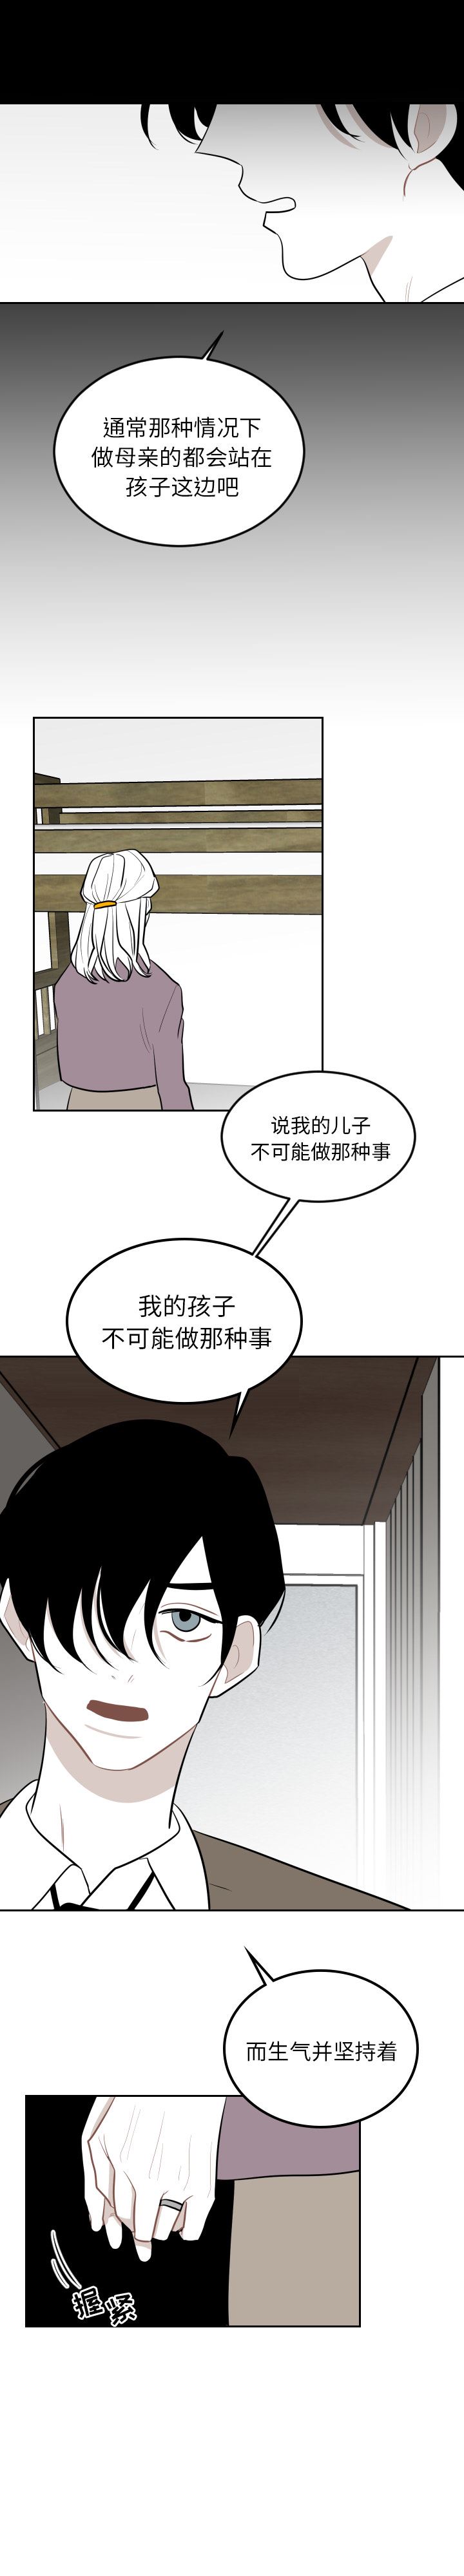 通常那种情况下
做母亲的都会站在
孩子这边吧
说我的儿子
不可能做那种事
我的孩子
不可能做那种事
而生气并坚持着
握紧